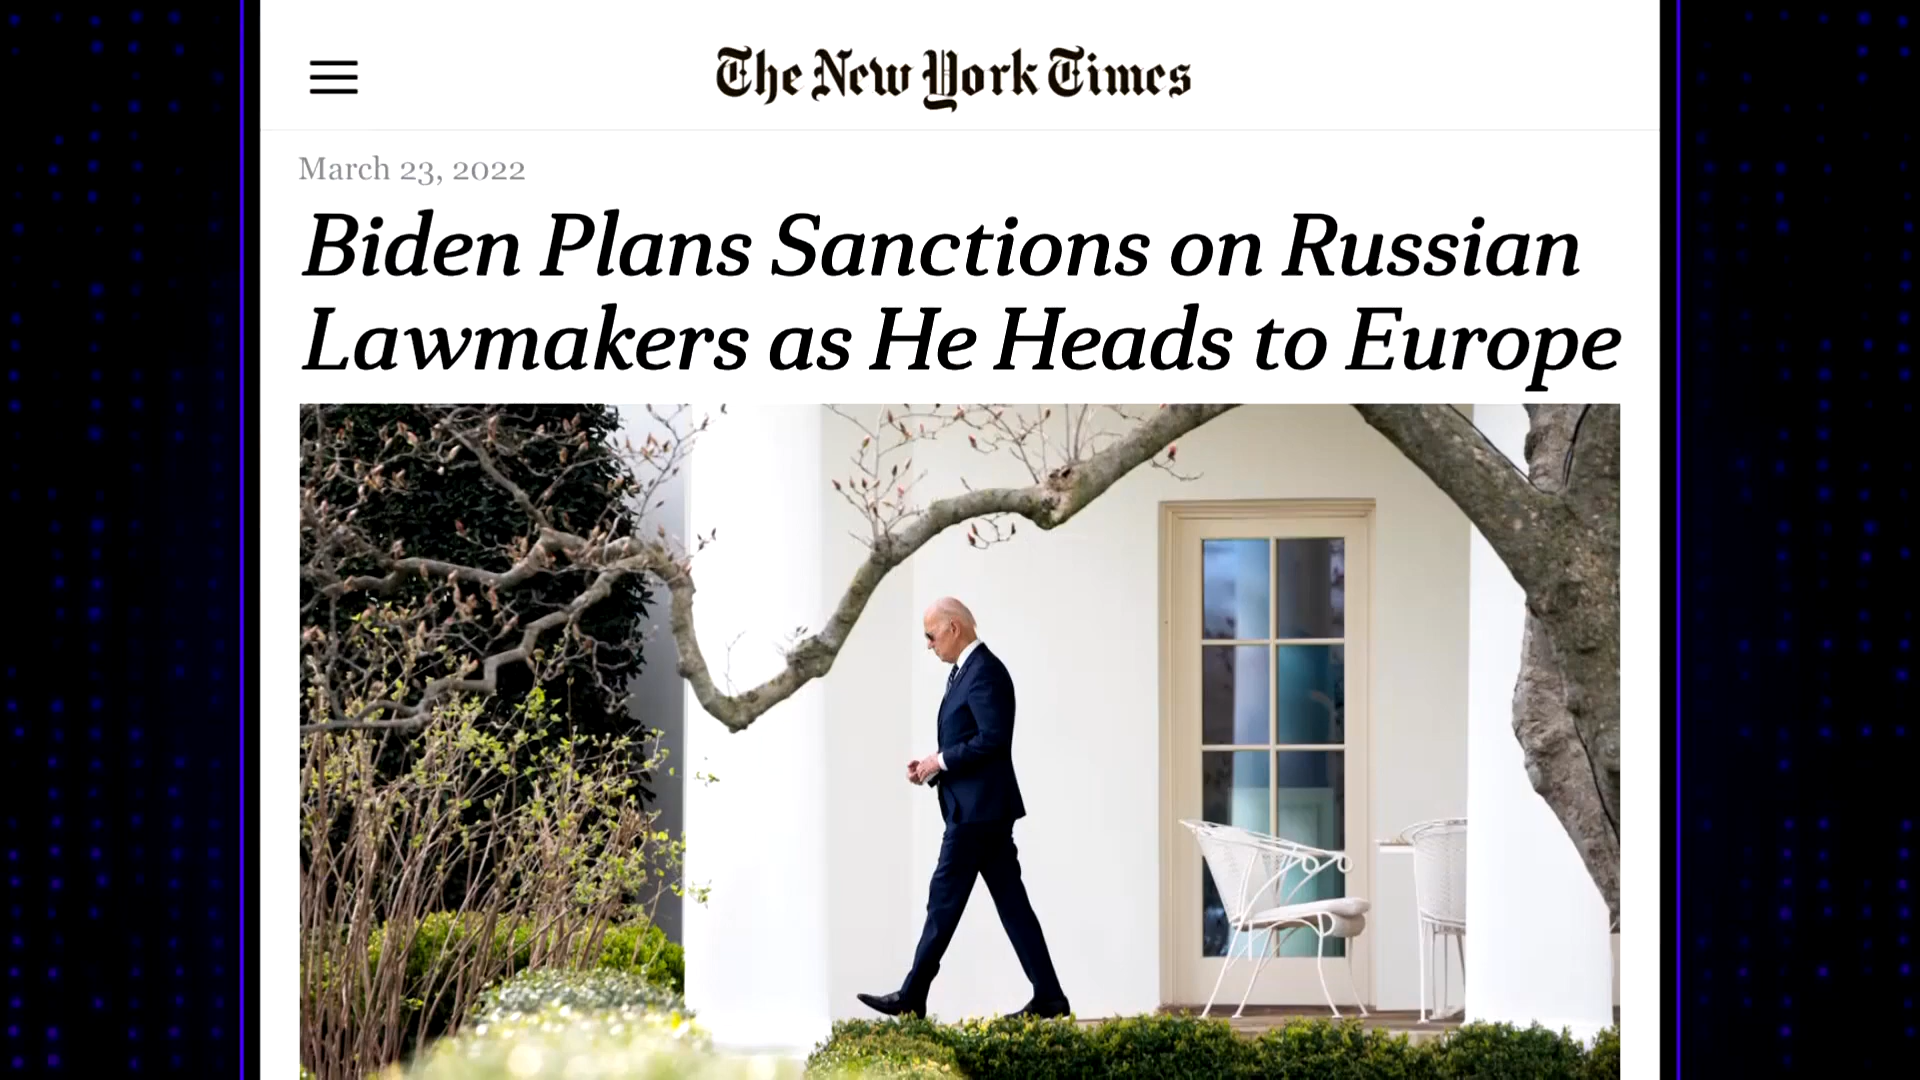 The New York Times
March 23, 2022
Biden Plans Sanctions on Russian
Lawmakers as He Heads to Europe